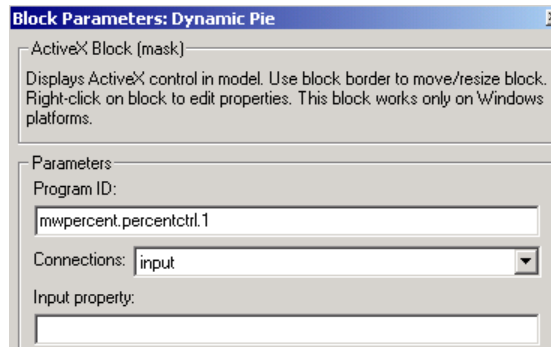 Block Parameters: Dynamic Pie
ActiveX Block (mask)
Displays ActiveX control in model. Use block border to move/resize block.
Right-click on block to edit properties. This block works only on Windows
platforms.
Parameters
Program ID:
mwpercent.percentctrl.1
Connections: input
Input property: